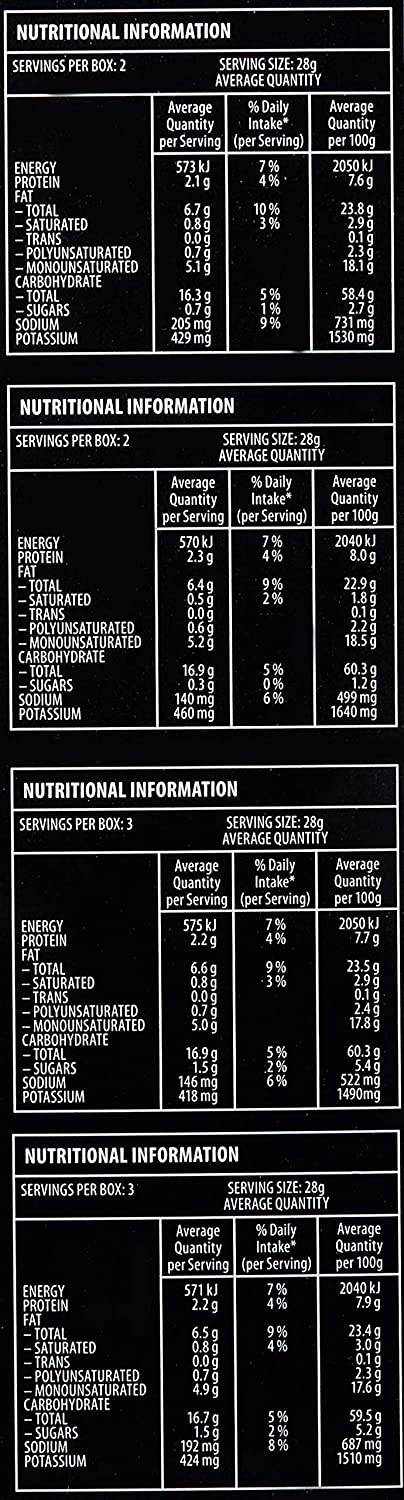 NUTRITIONAL INFORMATION
SERVINGS PER BOX: 2 SERVING SIZE: 28g
AVERAGE QUANTITY
Average Quantity per Serving % Daily Intake* (per Serving) Average Quantity per 100g
ENERGY 573 kJ 7% 2050 kJ
PROTEIN 2.1 g 4% 7.6 g
FAT
– TOTAL 6.7 g 10% 23.8 g
– SATURATED 0.8 g 3% 2.9 g
– TRANS 0.0 g 0.1 g
– POLYUNSATURATED 0.7 g 2.3 g
– MONOUNSATURATED 5.1 g 18.1 g
CARBOHYDRATE
– TOTAL 16.3 g 5% 58.4 g
– SUGARS 0.7 g 1% 2.7 g
SODIUM 205 mg 9% 731 mg
POTASSIUM 429 mg 1530 mg
NUTRITIONAL INFORMATION
SERVINGS PER BOX: 2 SERVING SIZE: 28g
AVERAGE QUANTITY
Average Quantity per Serving % Daily Intake* (per Serving) Average Quantity per 100g
ENERGY 570 kJ 7% 2040 kJ
PROTEIN 2.3 g 4% 8.0 g
FAT
– TOTAL 6.4 g 9% 22.9 g
– SATURATED 0.5 g 2% 1.8 g
– TRANS 0.0 g 0.1 g
– POLYUNSATURATED 0.6 g 2.2 g
– MONOUNSATURATED 5.2 g 18.5 g
CARBOHYDRATE
– TOTAL 16.9 g 5% 60.3 g
– SUGARS 0.3 g 0% 1.2 g
SODIUM 140 mg 6% 499 mg
POTASSIUM 460 mg 1640 mg
NUTRITIONAL INFORMATION
SERVINGS PER BOX: 3 SERVING SIZE: 28g
AVERAGE QUANTITY
Average Quantity per Serving % Daily Intake* (per Serving) Average Quantity per 100g
ENERGY 575 kJ 7% 2050 kJ
PROTEIN 2.2 g 4% 7.7 g
FAT
– TOTAL 6.6 g 9% 23.5 g
– SATURATED 0.8 g 3% 2.9 g
– TRANS 0.0 g 0.1 g
– POLYUNSATURATED 0.7 g 2.4 g
– MONOUNSATURATED 5.0 g 17.8 g
CARBOHYDRATE
– TOTAL 16.9 g 5% 60.3 g
– SUGARS 1.5 g 2% 5.4 g
SODIUM 146 mg 6% 522 mg
POTASSIUM 418 mg 1490mg
NUTRITIONAL INFORMATION
SERVINGS PER BOX: 3 SERVING SIZE: 28g
AVERAGE QUANTITY
Average Quantity per Serving % Daily Intake* (per Serving) Average Quantity per 100g
ENERGY 571 kJ 7% 2040 kJ
PROTEIN 2.2 g 4% 7.9 g
FAT
– TOTAL 6.5 g 9% 23.4 g
– SATURATED 0.8 g 4% 3.0 g
– TRANS 0.0 g 0.1 g
– POLYUNSATURATED 0.7 g 2.3 g
– MONOUNSATURATED 4.9 g 17.6 g
CARBOHYDRATE
– TOTAL 16.7 g 5% 59.5 g
– SUGARS 1.5 g 2% 5.2 g
SODIUM 192 mg 8% 687 mg
POTASSIUM 424 mg 1510 mg